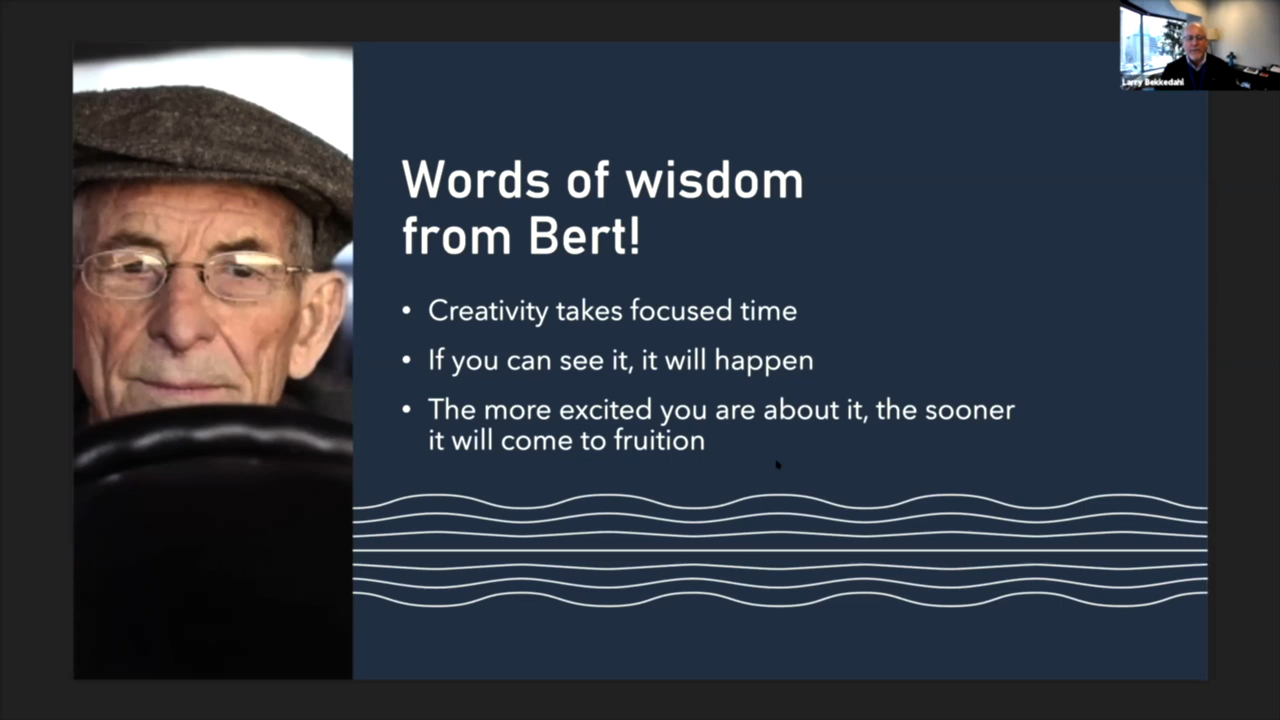 Larry Bekkedahl
Words of wisdom
from Bert!
• Creativity takes focused time
• If you can see it, it will happen
• The more excited you are about it, the sooner
it will come to fruition